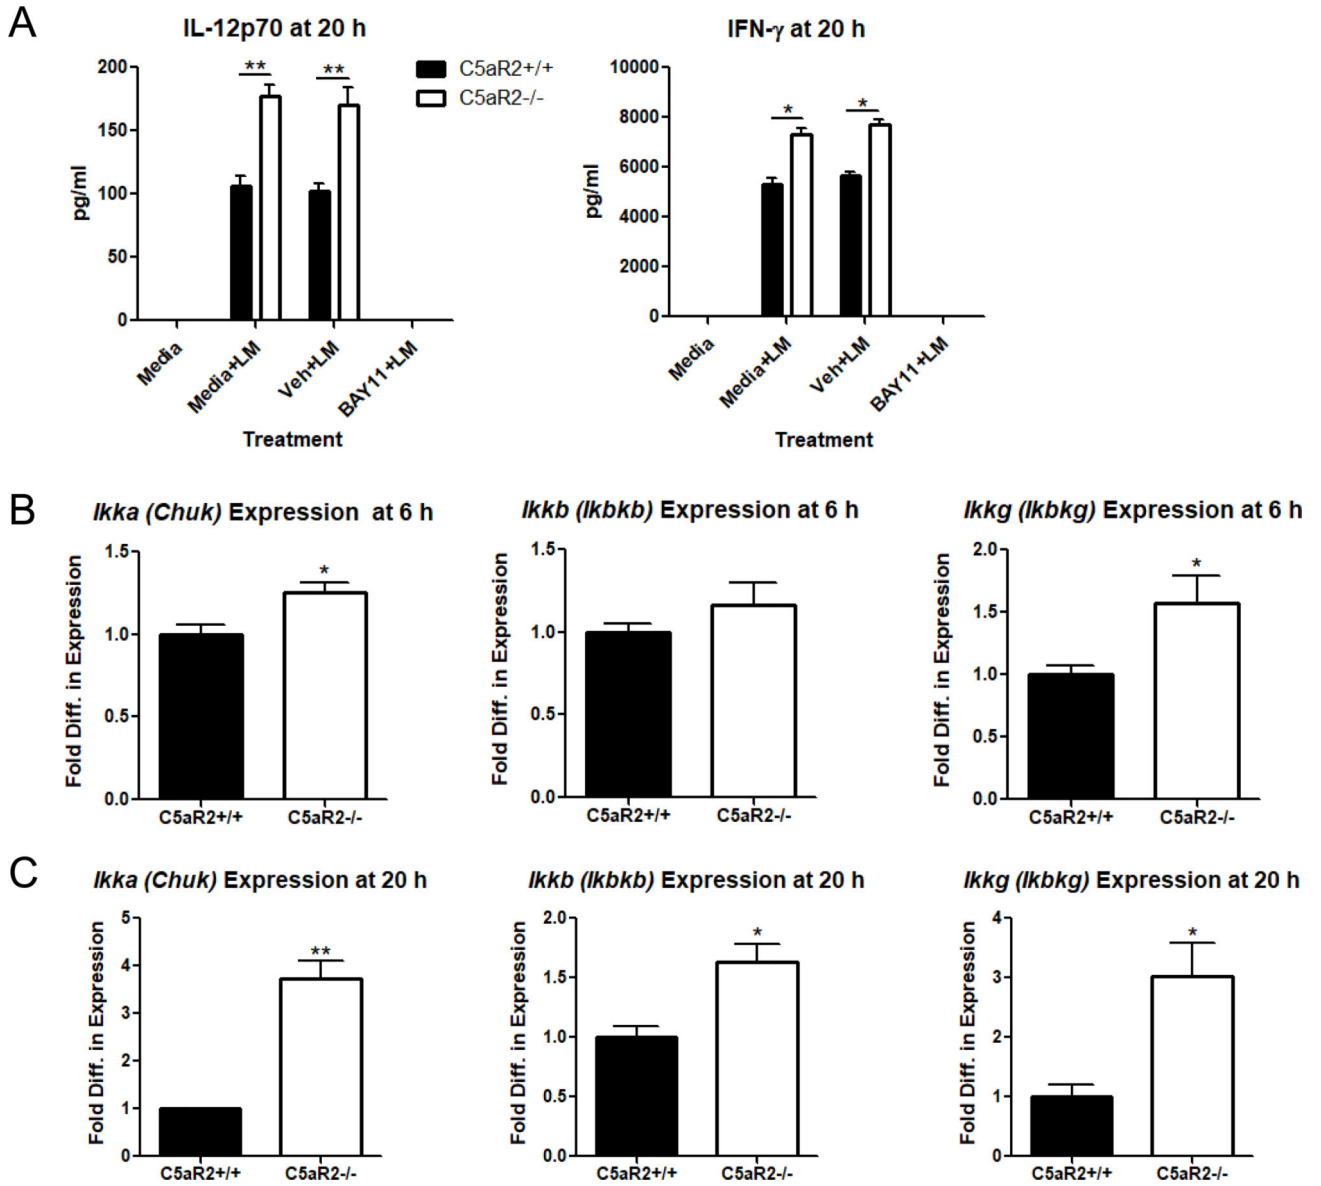 A
IL-12p70 at 20 h
C5aR2+/+
C5aR2-/-
200
150
100
50
0
pg/ml
**
**
Media
Media+LM
Veh+LM
BAY11+LM
Treatment
IFN-γ at 20 h
10000
8000
6000
4000
2000
0
pg/ml
*
*
Media
Media+LM
Veh+LM
BAY11+LM
Treatment
B
Ikka (Chuk) Expression at 6 h
Fold Diff. in Expression
1.5
1.0
0.5
0.0
*
C5aR2+/+
C5aR2-/-
Ikkb (Ikbkb) Expression at 6 h
Fold Diff. in Expression
1.5
1.0
0.5
0.0
C5aR2+/+
C5aR2-/-
Ikkg (Ikbkg) Expression at 6 h
Fold Diff. in Expression
2.0
1.5
1.0
0.5
0.0
*
C5aR2+/+
C5aR2-/-
C
Ikka (Chuk) Expression at 20 h
Fold Diff. in Expression
5
4
3
2
1
0
**
C5aR2+/+
C5aR2-/-
Ikkb (Ikbkb) Expression at 20 h
Fold Diff. in Expression
2.0
1.5
1.0
0.5
0.0
*
C5aR2+/+
C5aR2-/-
Ikkg (Ikbkg) Expression at 20 h
Fold Diff. in Expression
4
3
2
1
0
*
C5aR2+/+
C5aR2-/-